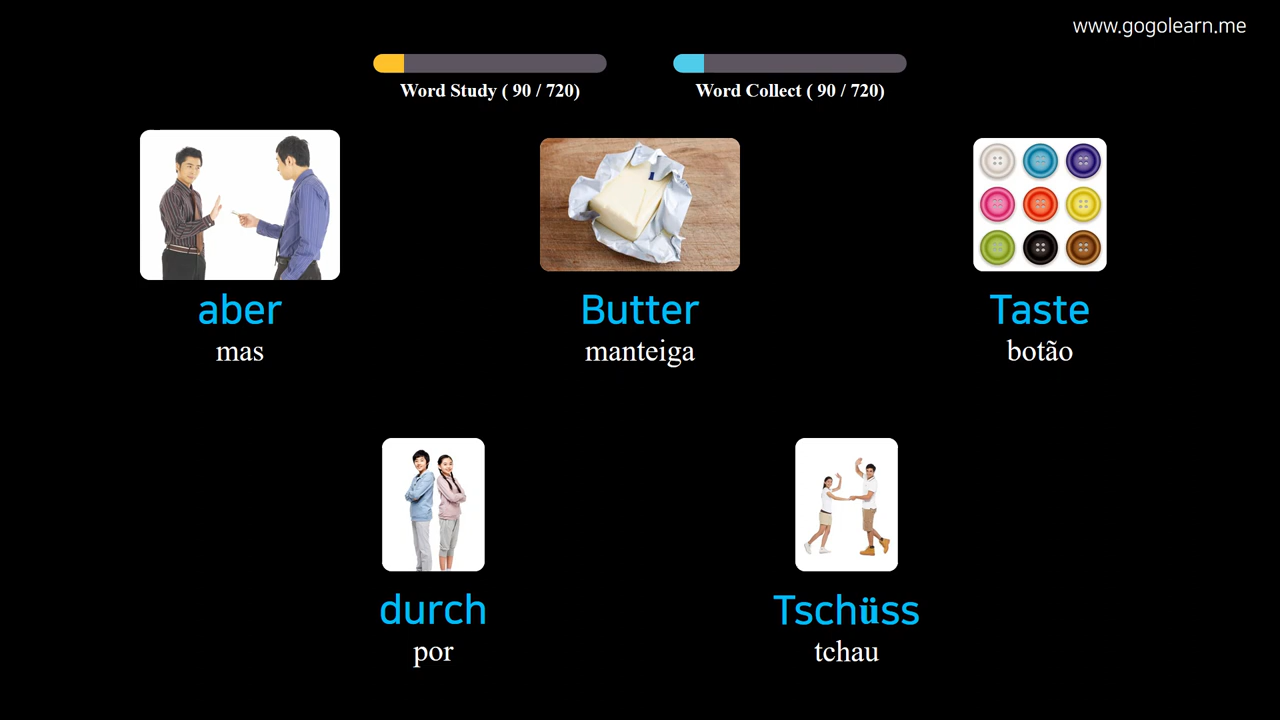 www.gogolearn.me
Word Study ( 90 / 720)
Word Collect ( 90 / 720)
aber
mas
Butter
manteiga
Taste
botão
durch
por
Tschüss
tchau